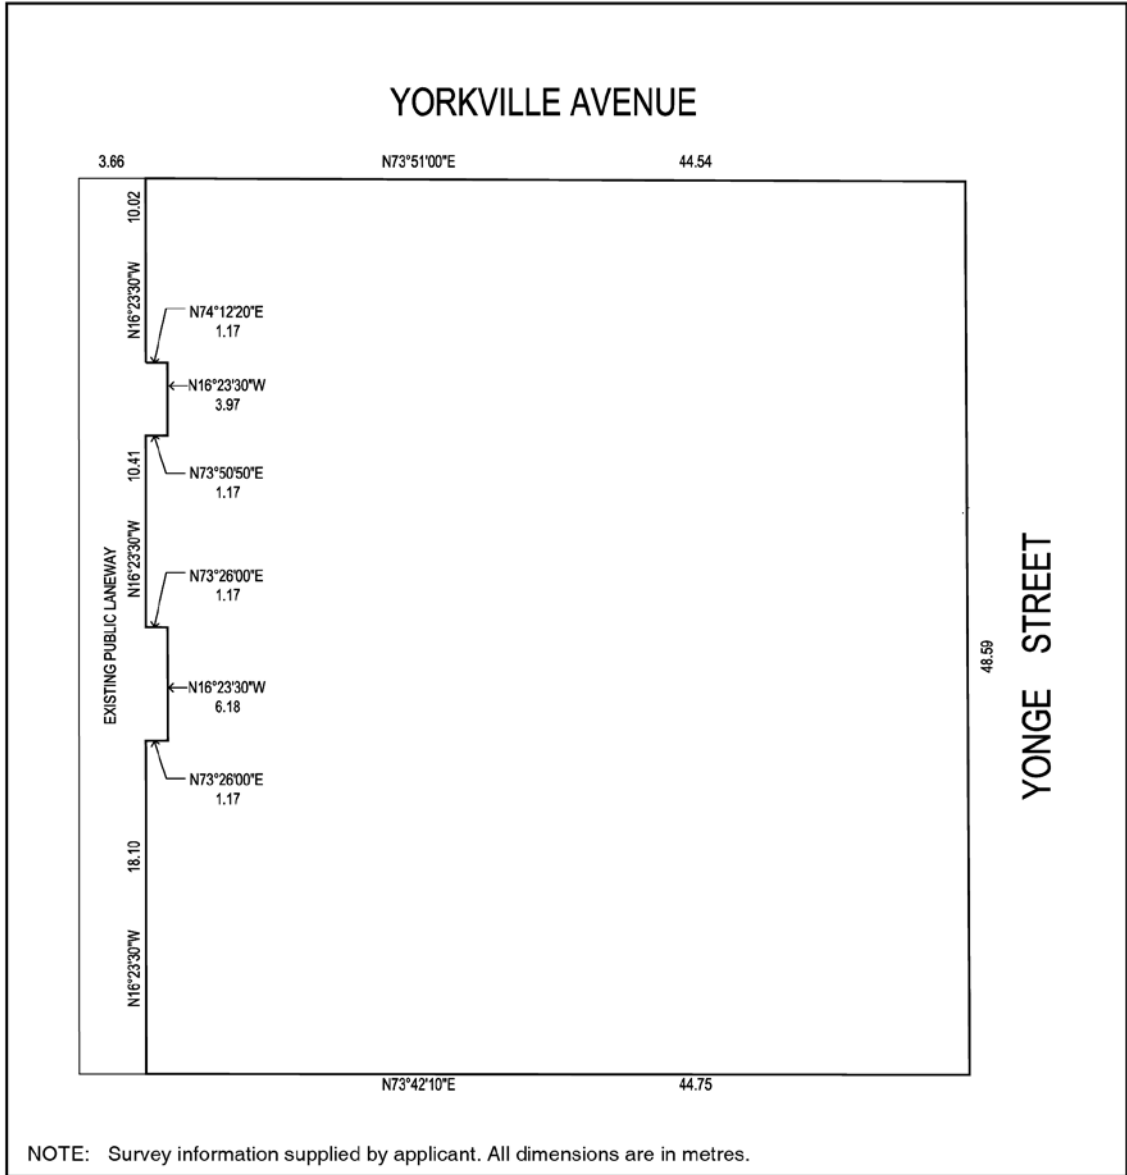 YORKVILLE AVENUE
3.66 N73°51'00"E 44.54
10.02
N16°23'30"W
N74°12'20"E
1.17
N16°23'30"W
3.97
N73°50'50"E
1.17
10.41
N16°23'30"W
N73°26'00"E
1.17
EXISTING PUBLIC LANEWAY
N16°23'30"W
6.18
N73°26'00"E
1.17
18.10
N16°23'30"W
48.59
YONGE STREET
N73°42'10"E 44.75
NOTE: Survey information supplied by applicant. All dimensions are in metres.